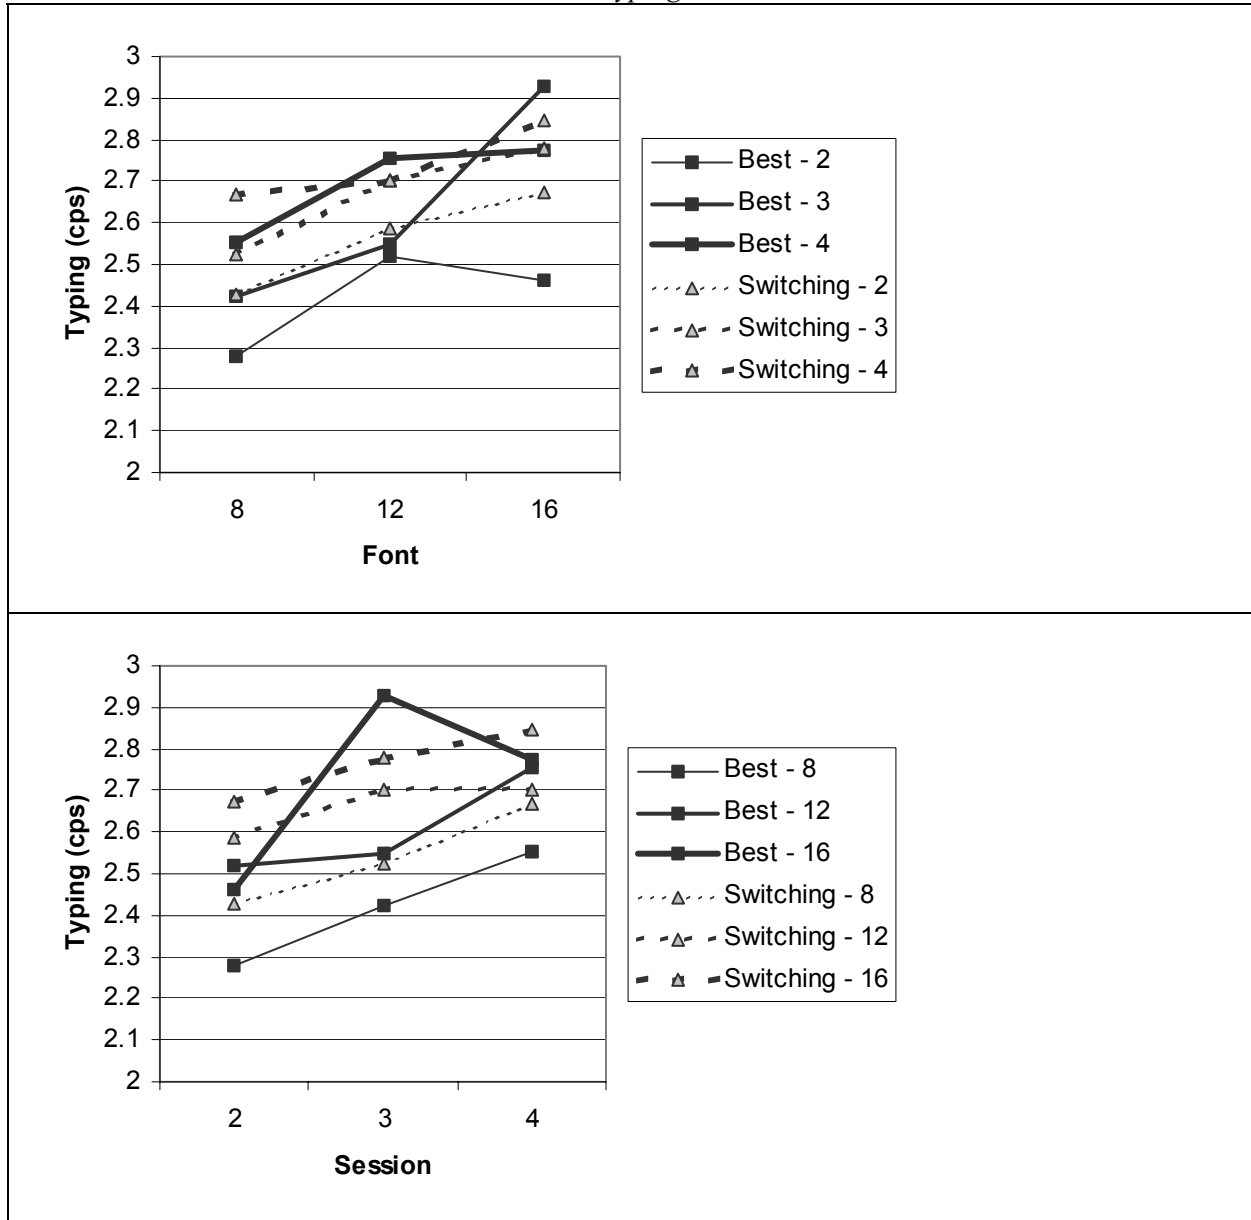 3
2.9
2.8
2.7
2.6
2.5
2.4
2.3
2.2
2.1
2
Typing (cps)
8 12 16
Font
Best - 2
Best - 3
Best - 4
Switching - 2
Switching - 3
Switching - 4
3
2.9
2.8
2.7
2.6
2.5
2.4
2.3
2.2
2.1
2
Typing (cps)
2 3 4
Session
Best - 8
Best - 12
Best - 16
Switching - 8
Switching - 12
Switching - 16